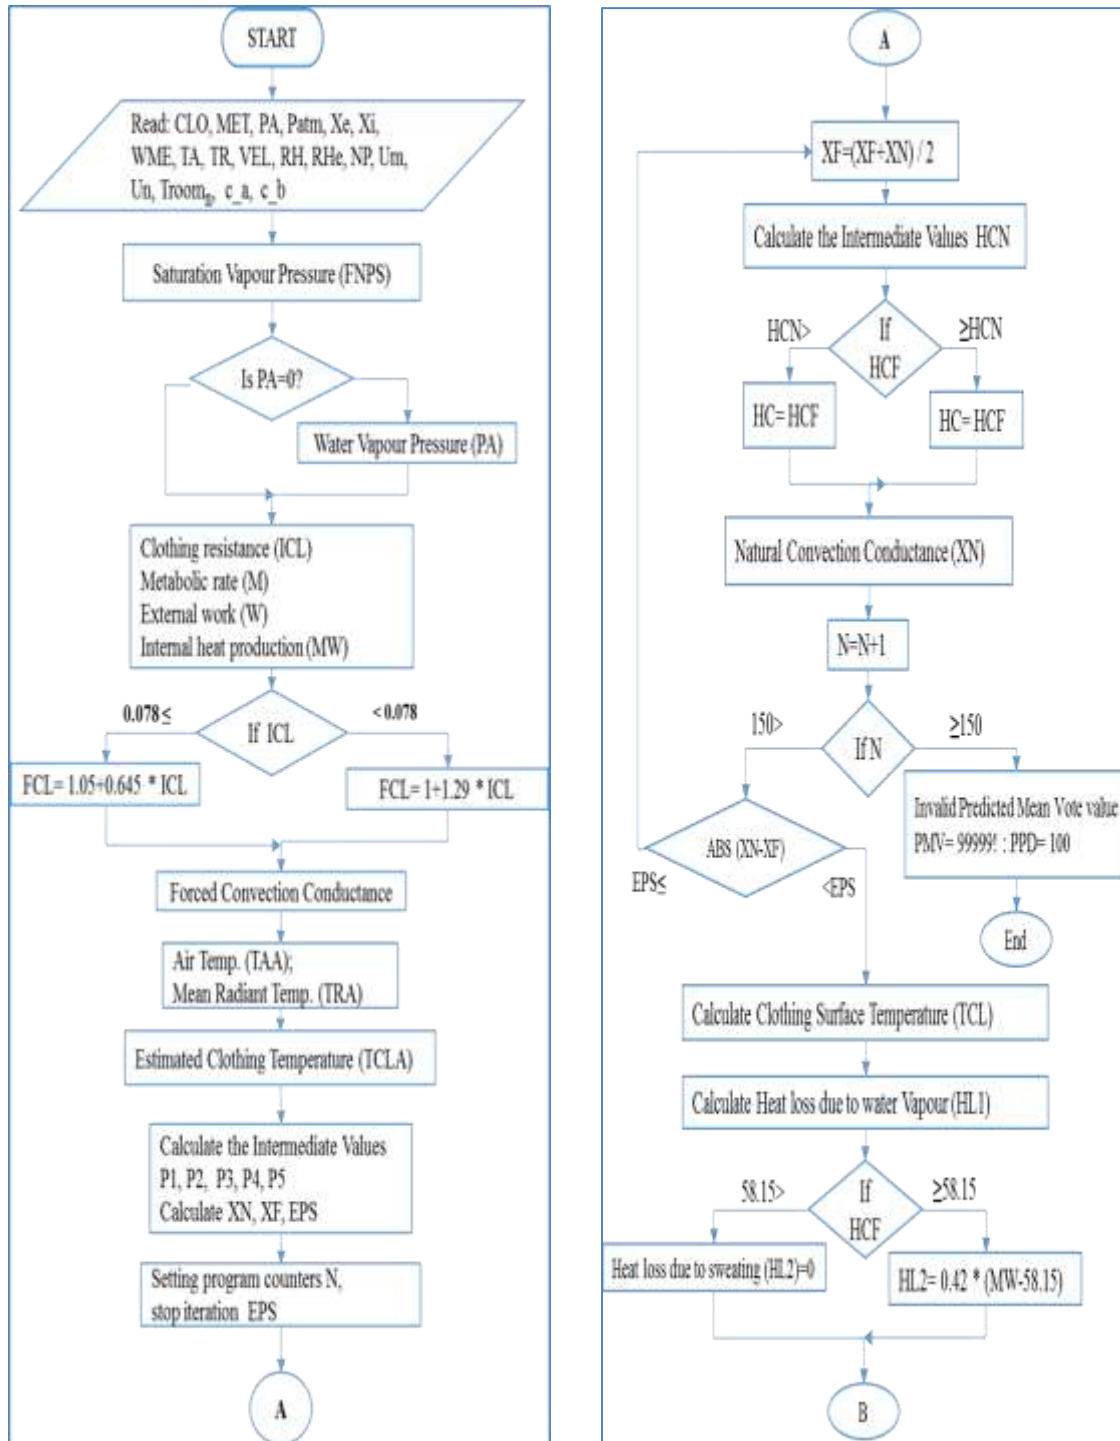 START
Read: CLO, MET, PA, Patm, Xe, Xi,
WME, TA, TR, VEL, RH, RHe, NP, Um,
Un, Troom_n, c_a, c_b
Saturation Vapour Pressure (FNPS)
Is PA=0?
Water Vapour Pressure (PA)
Clothing resistance (ICL)
Metabolic rate (M)
External work (W)
Internal heat production (MW)
0.078 ≤
If ICL
< 0.078
FCL= 1.05+0.645 * ICL
FCL= 1+1.29 * ICL
Forced Convection Conductance
Air Temp. (TAA);
Mean Radiant Temp. (TRA)
Estimated Clothing Temperature (TCLA)
Calculate the Intermediate Values
P1, P2, P3, P4, P5
Calculate XN, XF, EPS
Setting program counters N,
stop iteration EPS
A
A
XF=(XF+XN) / 2
Calculate the Intermediate Values HCN
HCN>
If
HCF
≥HCN
HC= HCF
HC= HCF
Natural Convection Conductance (XN)
N=N+1
150>
If N
≥150
Invalid Predicted Mean Vote value
PMV= 99999! : PPD= 100
ABS (XN-XF)
EPS≤
<EPS
End
Calculate Clothing Surface Temperature (TCL)
Calculate Heat loss due to water Vapour (HL1)
58.15>
If
HCF
≥58.15
Heat loss due to sweating (HL2)=0
HL2= 0.42 * (MW-58.15)
B